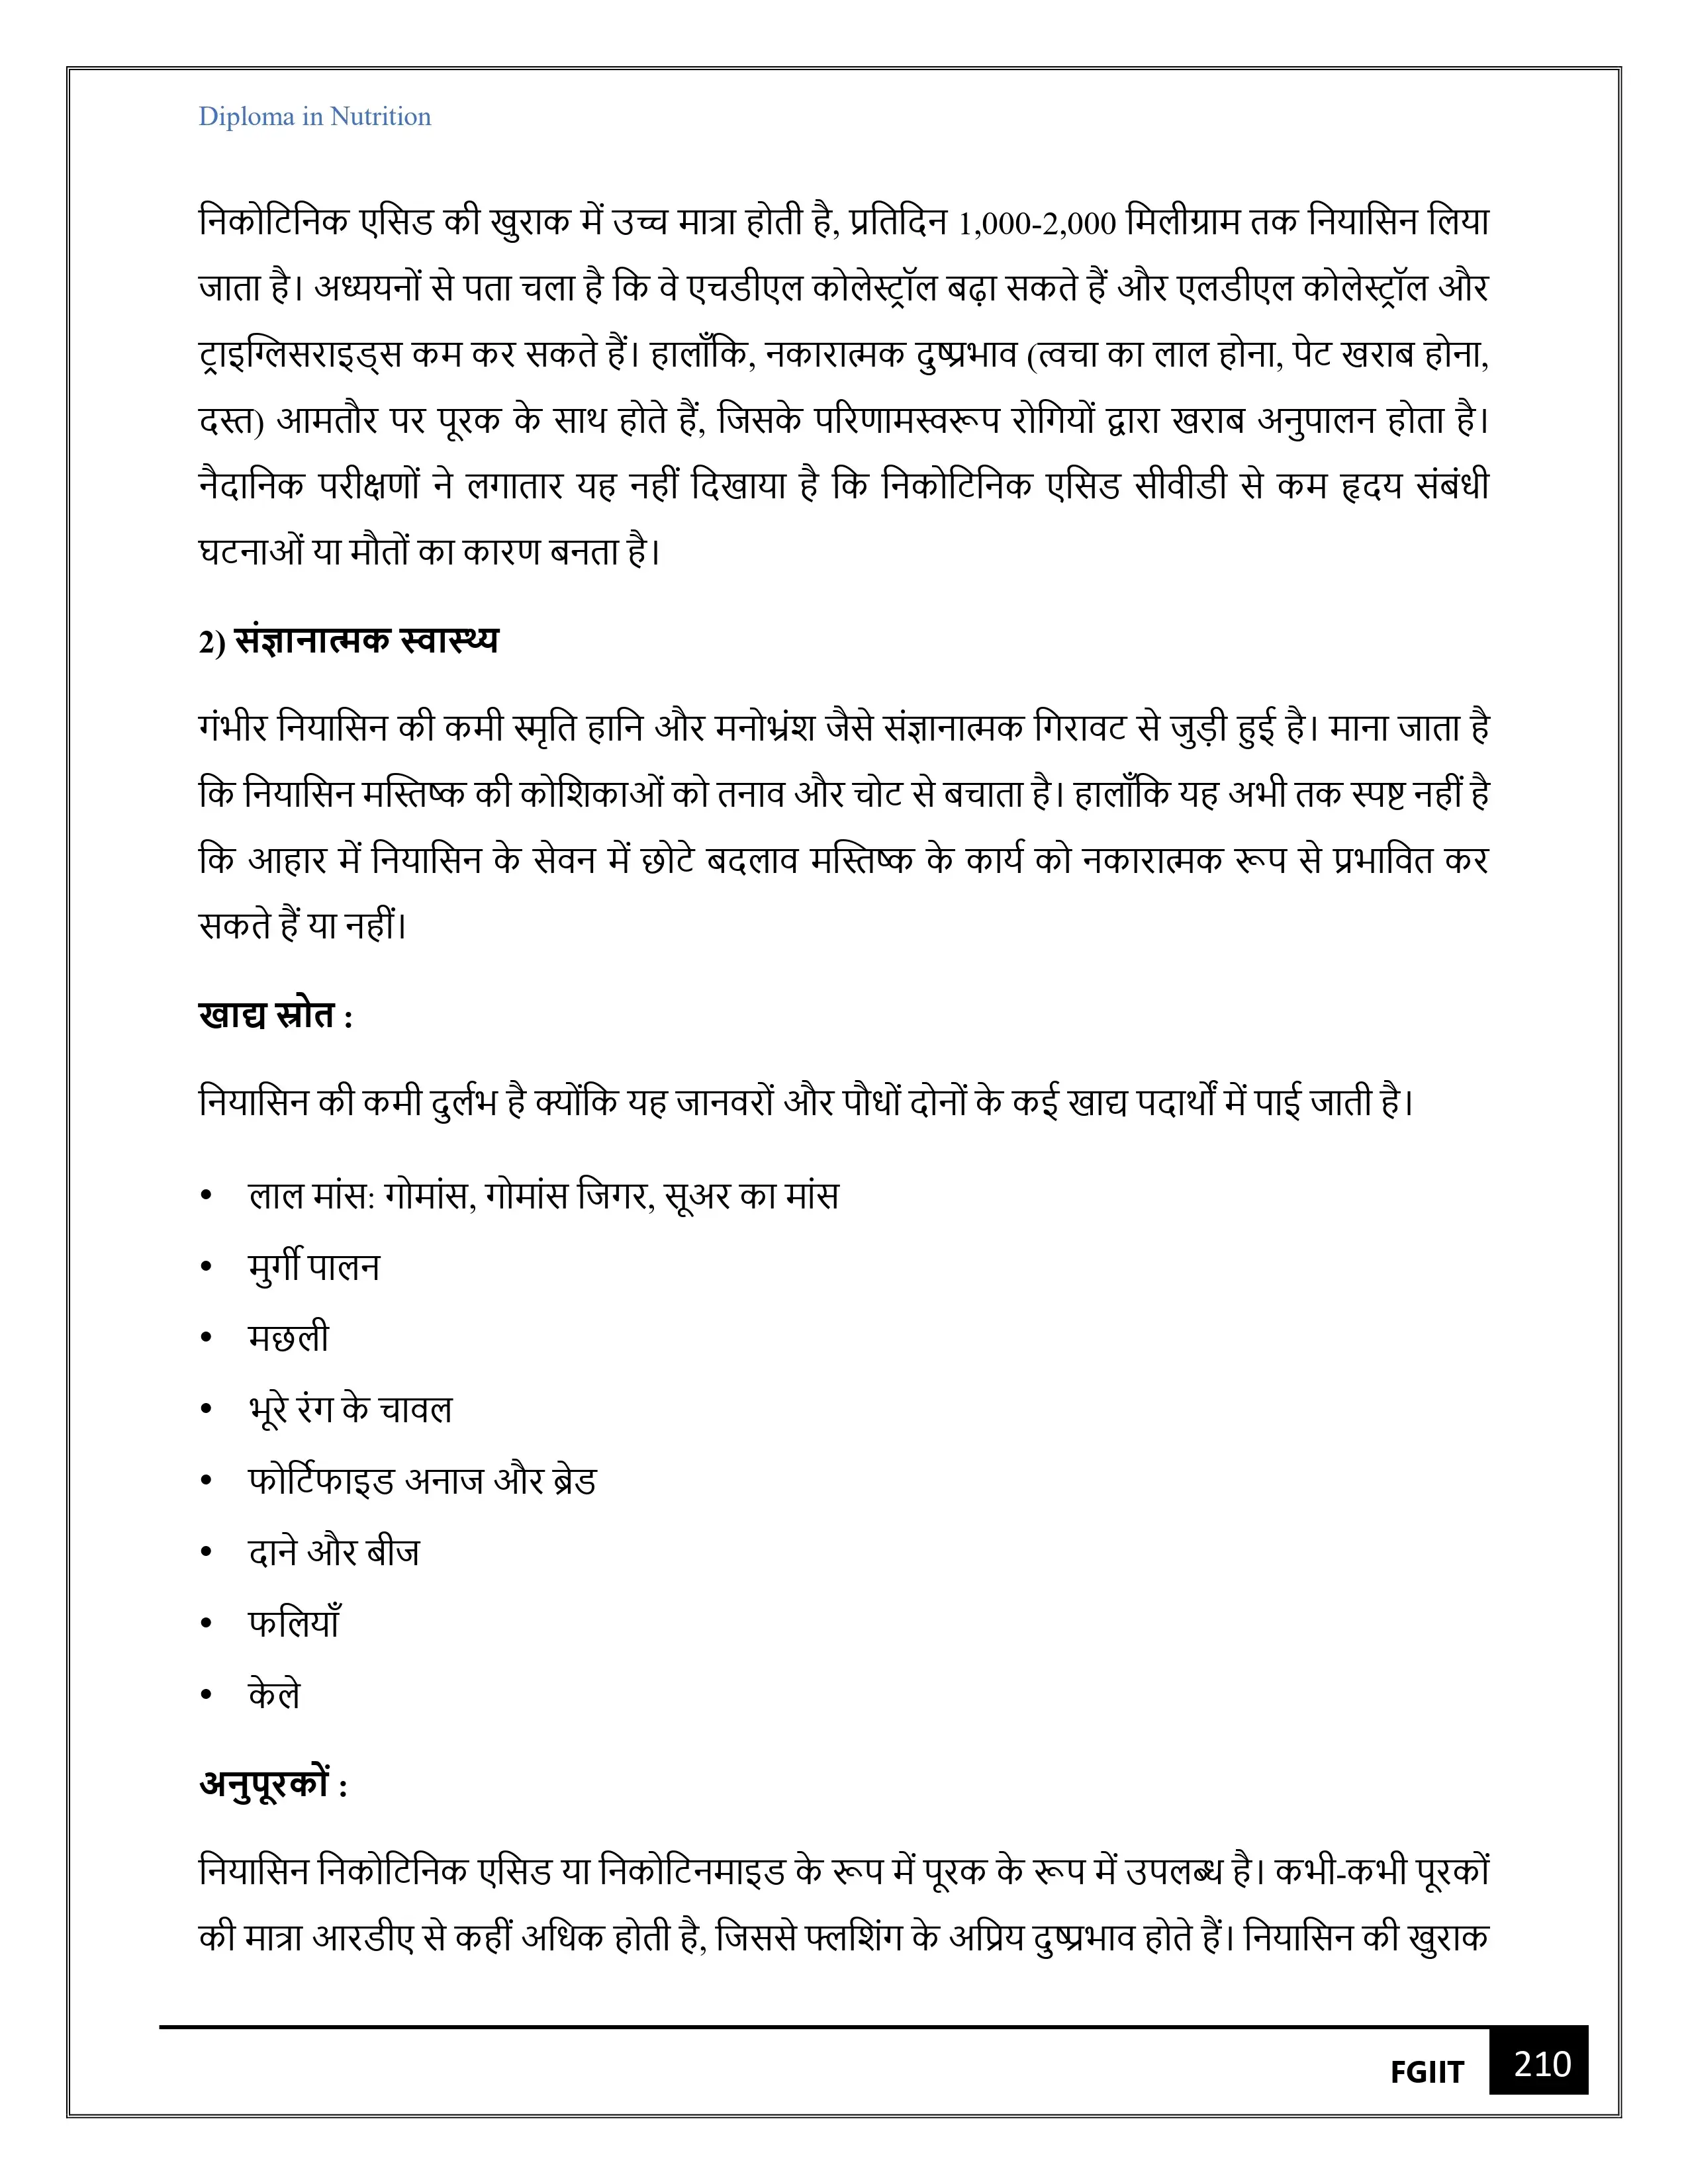 Diploma in Nutrition
निकोटिनिक एसिड की खुराक में उच्च मात्रा होती है, प्रतिदिन 1,000-2,000 मिलीग्राम तक नियासिन लिया
जाता है। अध्ययनों से पता चला है कि वे एचडीएल कोलेस्ट्रॉल बढ़ा सकते हैं और एलडीएल कोलेस्ट्रॉल और
ट्राइग्लिसराइड्स कम कर सकते हैं। हालाँकि, नकारात्मक दुष्प्रभाव (त्वचा का लाल होना, पेट खराब होना,
दस्त) आमतौर पर पूरक के साथ होते हैं, जिसके परिणामस्वरूप रोगियों द्वारा खराब अनुपालन होता है।
नैदानिक परीक्षणों ने लगातार यह नहीं दिखाया है कि निकोटिनिक एसिड सीवीडी से कम हृदय संबंधी
घटनाओं या मौतों का कारण बनता है।
2) संज्ञानात्मक स्वास्थ्य
गंभीर नियासिन की कमी स्मृति हानि और मनोभ्रंश जैसे संज्ञानात्मक गिरावट से जुड़ी हुई है। माना जाता है
कि नियासिन मस्तिष्क की कोशिकाओं को तनाव और चोट से बचाता है। हालाँकि यह अभी तक स्पष्ट नहीं है
कि आहार में नियासिन के सेवन में छोटे बदलाव मस्तिष्क के कार्य को नकारात्मक रूप से प्रभावित कर
सकते हैं या नहीं।
खाद्य स्रोत :
नियासिन की कमी दुर्लभ है क्योंकि यह जानवरों और पौधों दोनों के कई खाद्य पदार्थों में पाई जाती है।
• लाल मांस: गोमांस, गोमांस जिगर, सूअर का मांस
• मुर्गी पालन
• मछली
• भूरे रंग के चावल
• फोर्टिफाइड अनाज और ब्रेड
• दाने और बीज
• फलियाँ
• केले
अनुपूरकों :
नियासिन निकोटिनिक एसिड या निकोटिनमाइड के रूप में पूरक के रूप में उपलब्ध है। कभी-कभी पूरकों
की मात्रा आरडीए से कहीं अधिक होती है, जिससे फ्लशिंग के अप्रिय दुष्प्रभाव होते हैं। नियासिन की खुराक
FGIIT 210